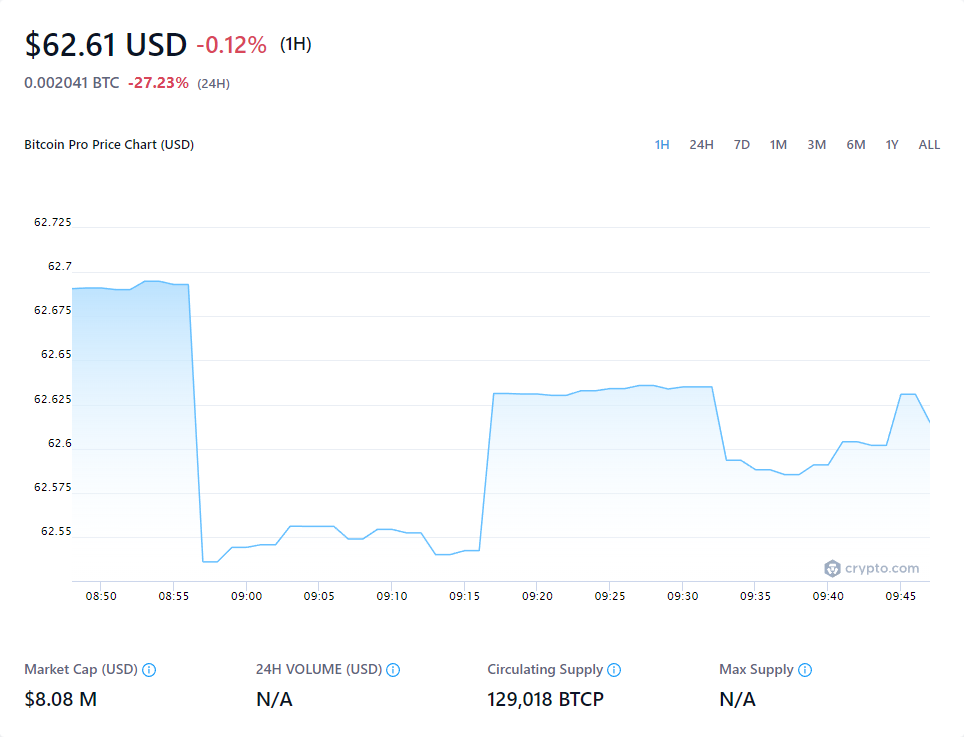 $62.61 USD -0.12% (1H)
0.002041 BTC -27.23% (24H)
Bitcoin Pro Price Chart (USD)
1H 24H 7D 1M 3M 6M 1Y ALL
62.725
62.7
62.675
62.65
62.625
62.6
62.575
62.55
crypto.com
08:50 08:55 09:00 09:05 09:10 09:15 09:20 09:25 09:30 09:35 09:40 09:45
Market Cap (USD) 24H VOLUME (USD) Circulating Supply Max Supply
$8.08 M N/A 129,018 BTCP N/A